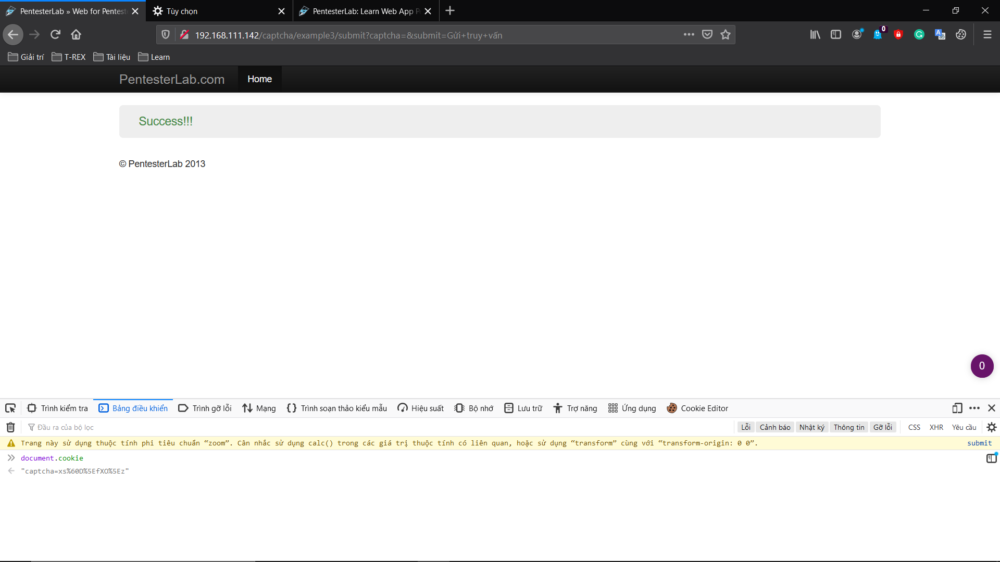 PentesterLab » Web for Pentest
Tùy chọn
PentesterLab: Learn Web App P
192.168.111.142/captcha/example3/submit?captcha=&submit=Gửi+truy+vấn
0
Giải trí
T-REX
Tài liệu
Learn
PentesterLab.com
Home
Success!!!
© PentesterLab 2013
0
Trình kiểm tra
Bảng điều khiển
Trình gỡ lỗi
Mạng
Trình soạn thảo kiểu mẫu
Hiệu suất
Bộ nhớ
Lưu trữ
Trợ năng
Ứng dụng
Cookie Editor
Đầu ra của bộ lọc
Lỗi
Cảnh báo
Nhật ký
Thông tin
Gỡ lỗi
CSS
XHR
Yêu cầu
Trang này sử dụng thuộc tính phi tiêu chuẩn “zoom”. Cân nhắc sử dụng calc() trong các giá trị thuộc tính có liên quan, hoặc sử dụng “transform” cùng với “transform-origin: 0 0”.
submit
document.cookie
"captcha=xs%60D%5EfXO%5Ez"